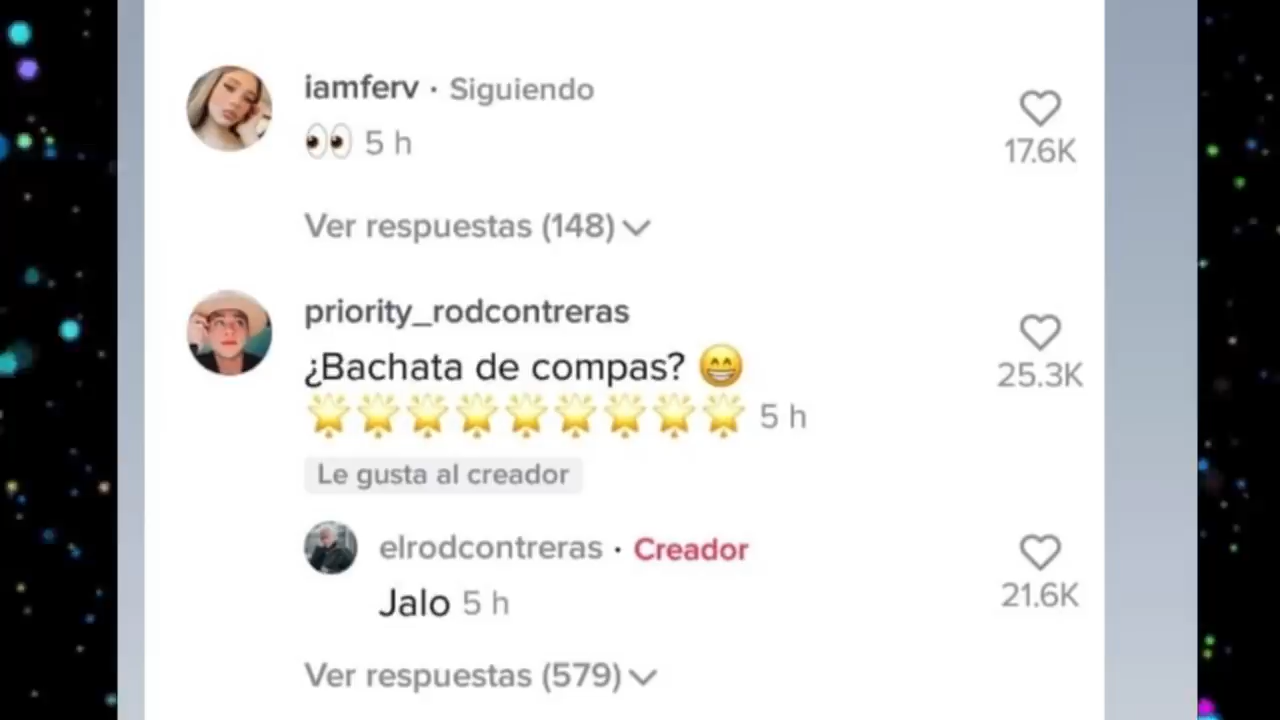 iamferv · Siguiendo
👀 5 h
17.6K
Ver respuestas (148)
priority_rodcontreras
¿Bachata de compas? 😁
🌟🌟🌟🌟🌟🌟🌟🌟🌟 5 h
25.3K
Le gusta al creador
elrodcontreras · Creador
Jalo 5 h
21.6K
Ver respuestas (579)